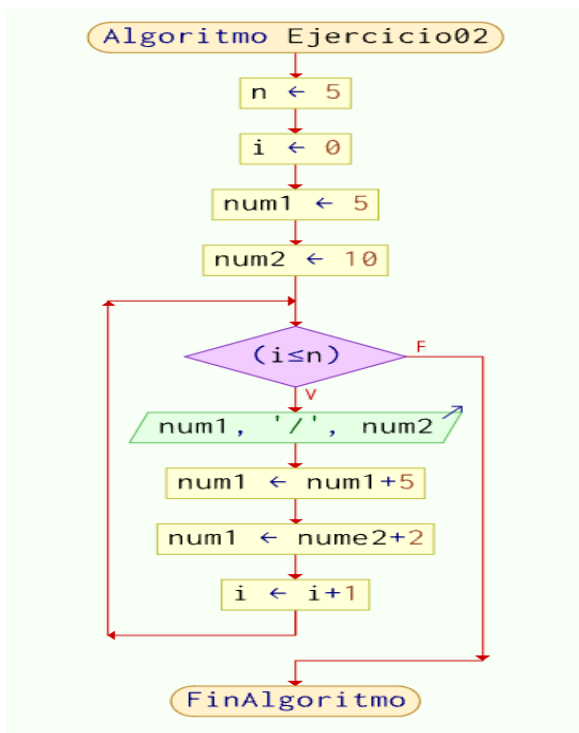 Algoritmo Ejercicio02
n ← 5
i ← 0
num1 ← 5
num2 ← 10
(i≤n)
F
V
num1, '/', num2
num1 ← num1+5
num1 ← nume2+2
i ← i+1
FinAlgoritmo